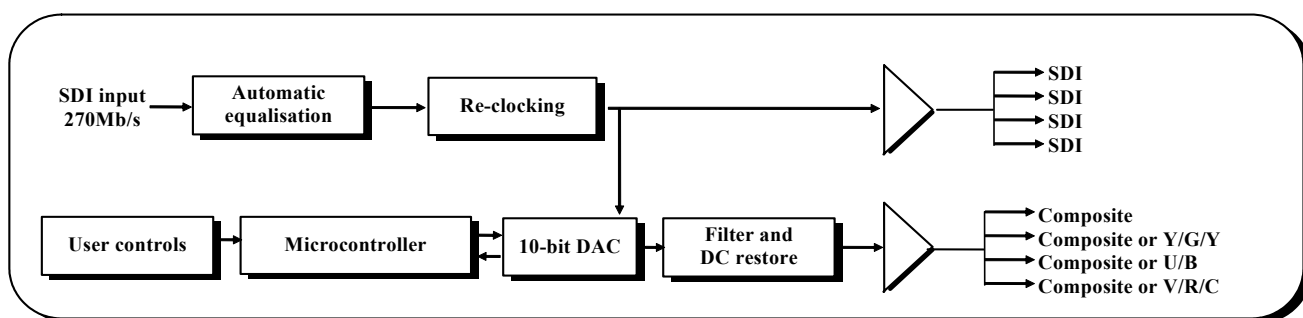 SDI input
270Mb/s
Automatic
equalisation
Re-clocking
SDI
SDI
SDI
SDI
User controls
Microcontroller
10-bit DAC
Filter and
DC restore
Composite
Composite or Y/G/Y
Composite or U/B
Composite or V/R/C